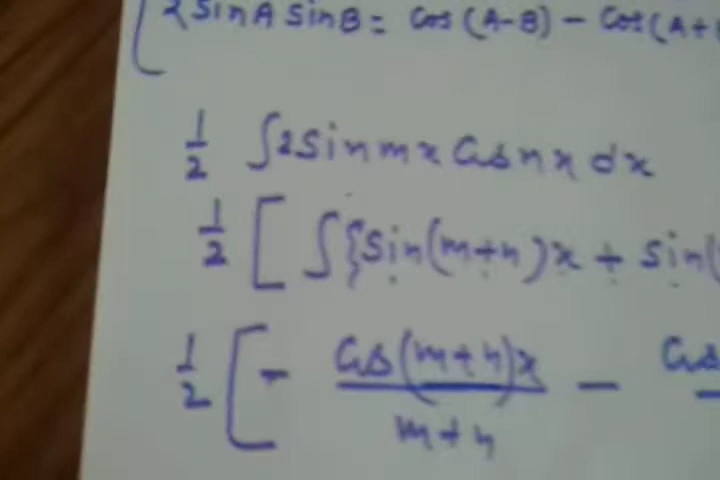 2 sin A sin B = cos (A-B) - cos (A+
1/2 ∫2 sin mx cos nx dx
1/2 [ ∫{sin(m+n)x + sin(
1/2 [ - cos(m+n)x/m+n - cos